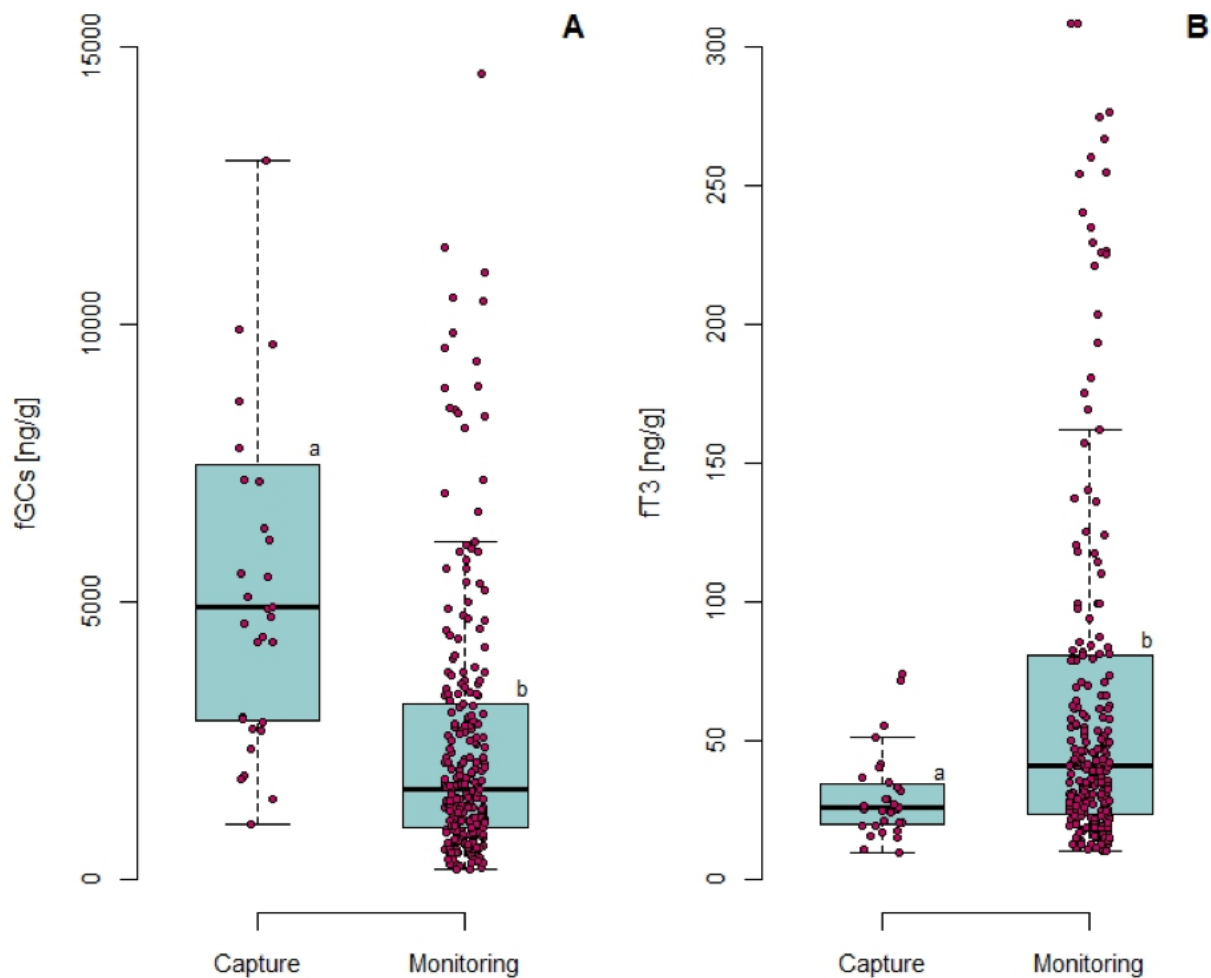 A
fGCs [ng/g]
15000
10000
5000
0
a
b
Capture Monitoring
B
fT3 [ng/g]
300
250
200
150
100
50
0
a
b
Capture Monitoring